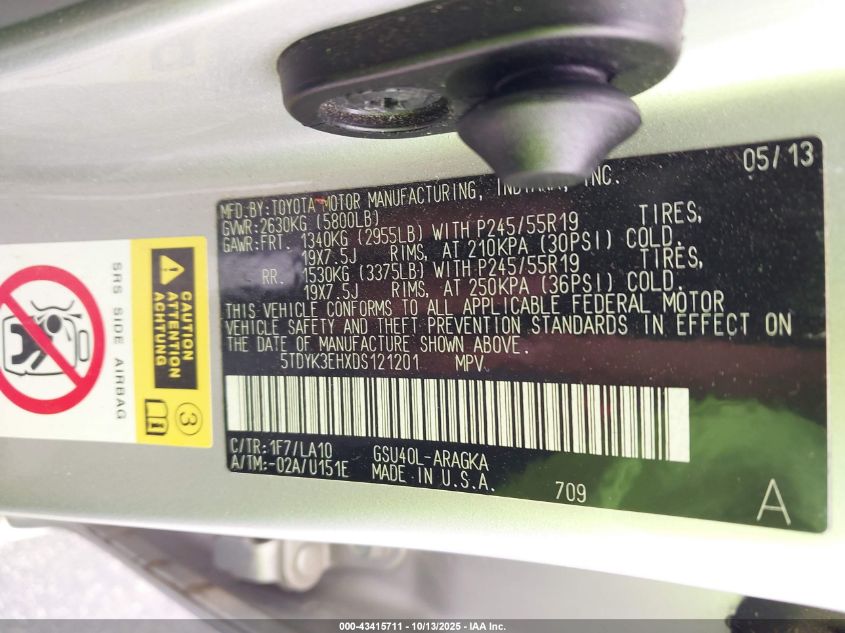 05/13
MFD.BY:TOYOTA MOTOR MANUFACTURING, INDIANA, INC.
GVWR:2630KG (5800LB)
GAWR:FRT. 1340KG (2955LB) WITH P245/55R19 TIRES,
19X7.5J RIMS, AT 210KPA (30PSI) COLD.
RR. 1530KG (3375LB) WITH P245/55R19 TIRES,
19X7.5J RIMS, AT 250KPA (36PSI) COLD.
THIS VEHICLE CONFORMS TO ALL APPLICABLE FEDERAL MOTOR
VEHICLE SAFETY AND THEFT PREVENTION STANDARDS IN EFFECT ON
THE DATE OF MANUFACTURE SHOWN ABOVE.
5TDYK3EHXDS121201 MPV
C/TR:1F7/LA10 GSU40L-ARAGKA
A/TM:-02A/U151E MADE IN U.S.A.
709
A
CAUTION
ATTENTION
ACHTUNG
3
SRS SIDE AIRBAG
000-43415711 - 10/13/2025 - IAA Inc.